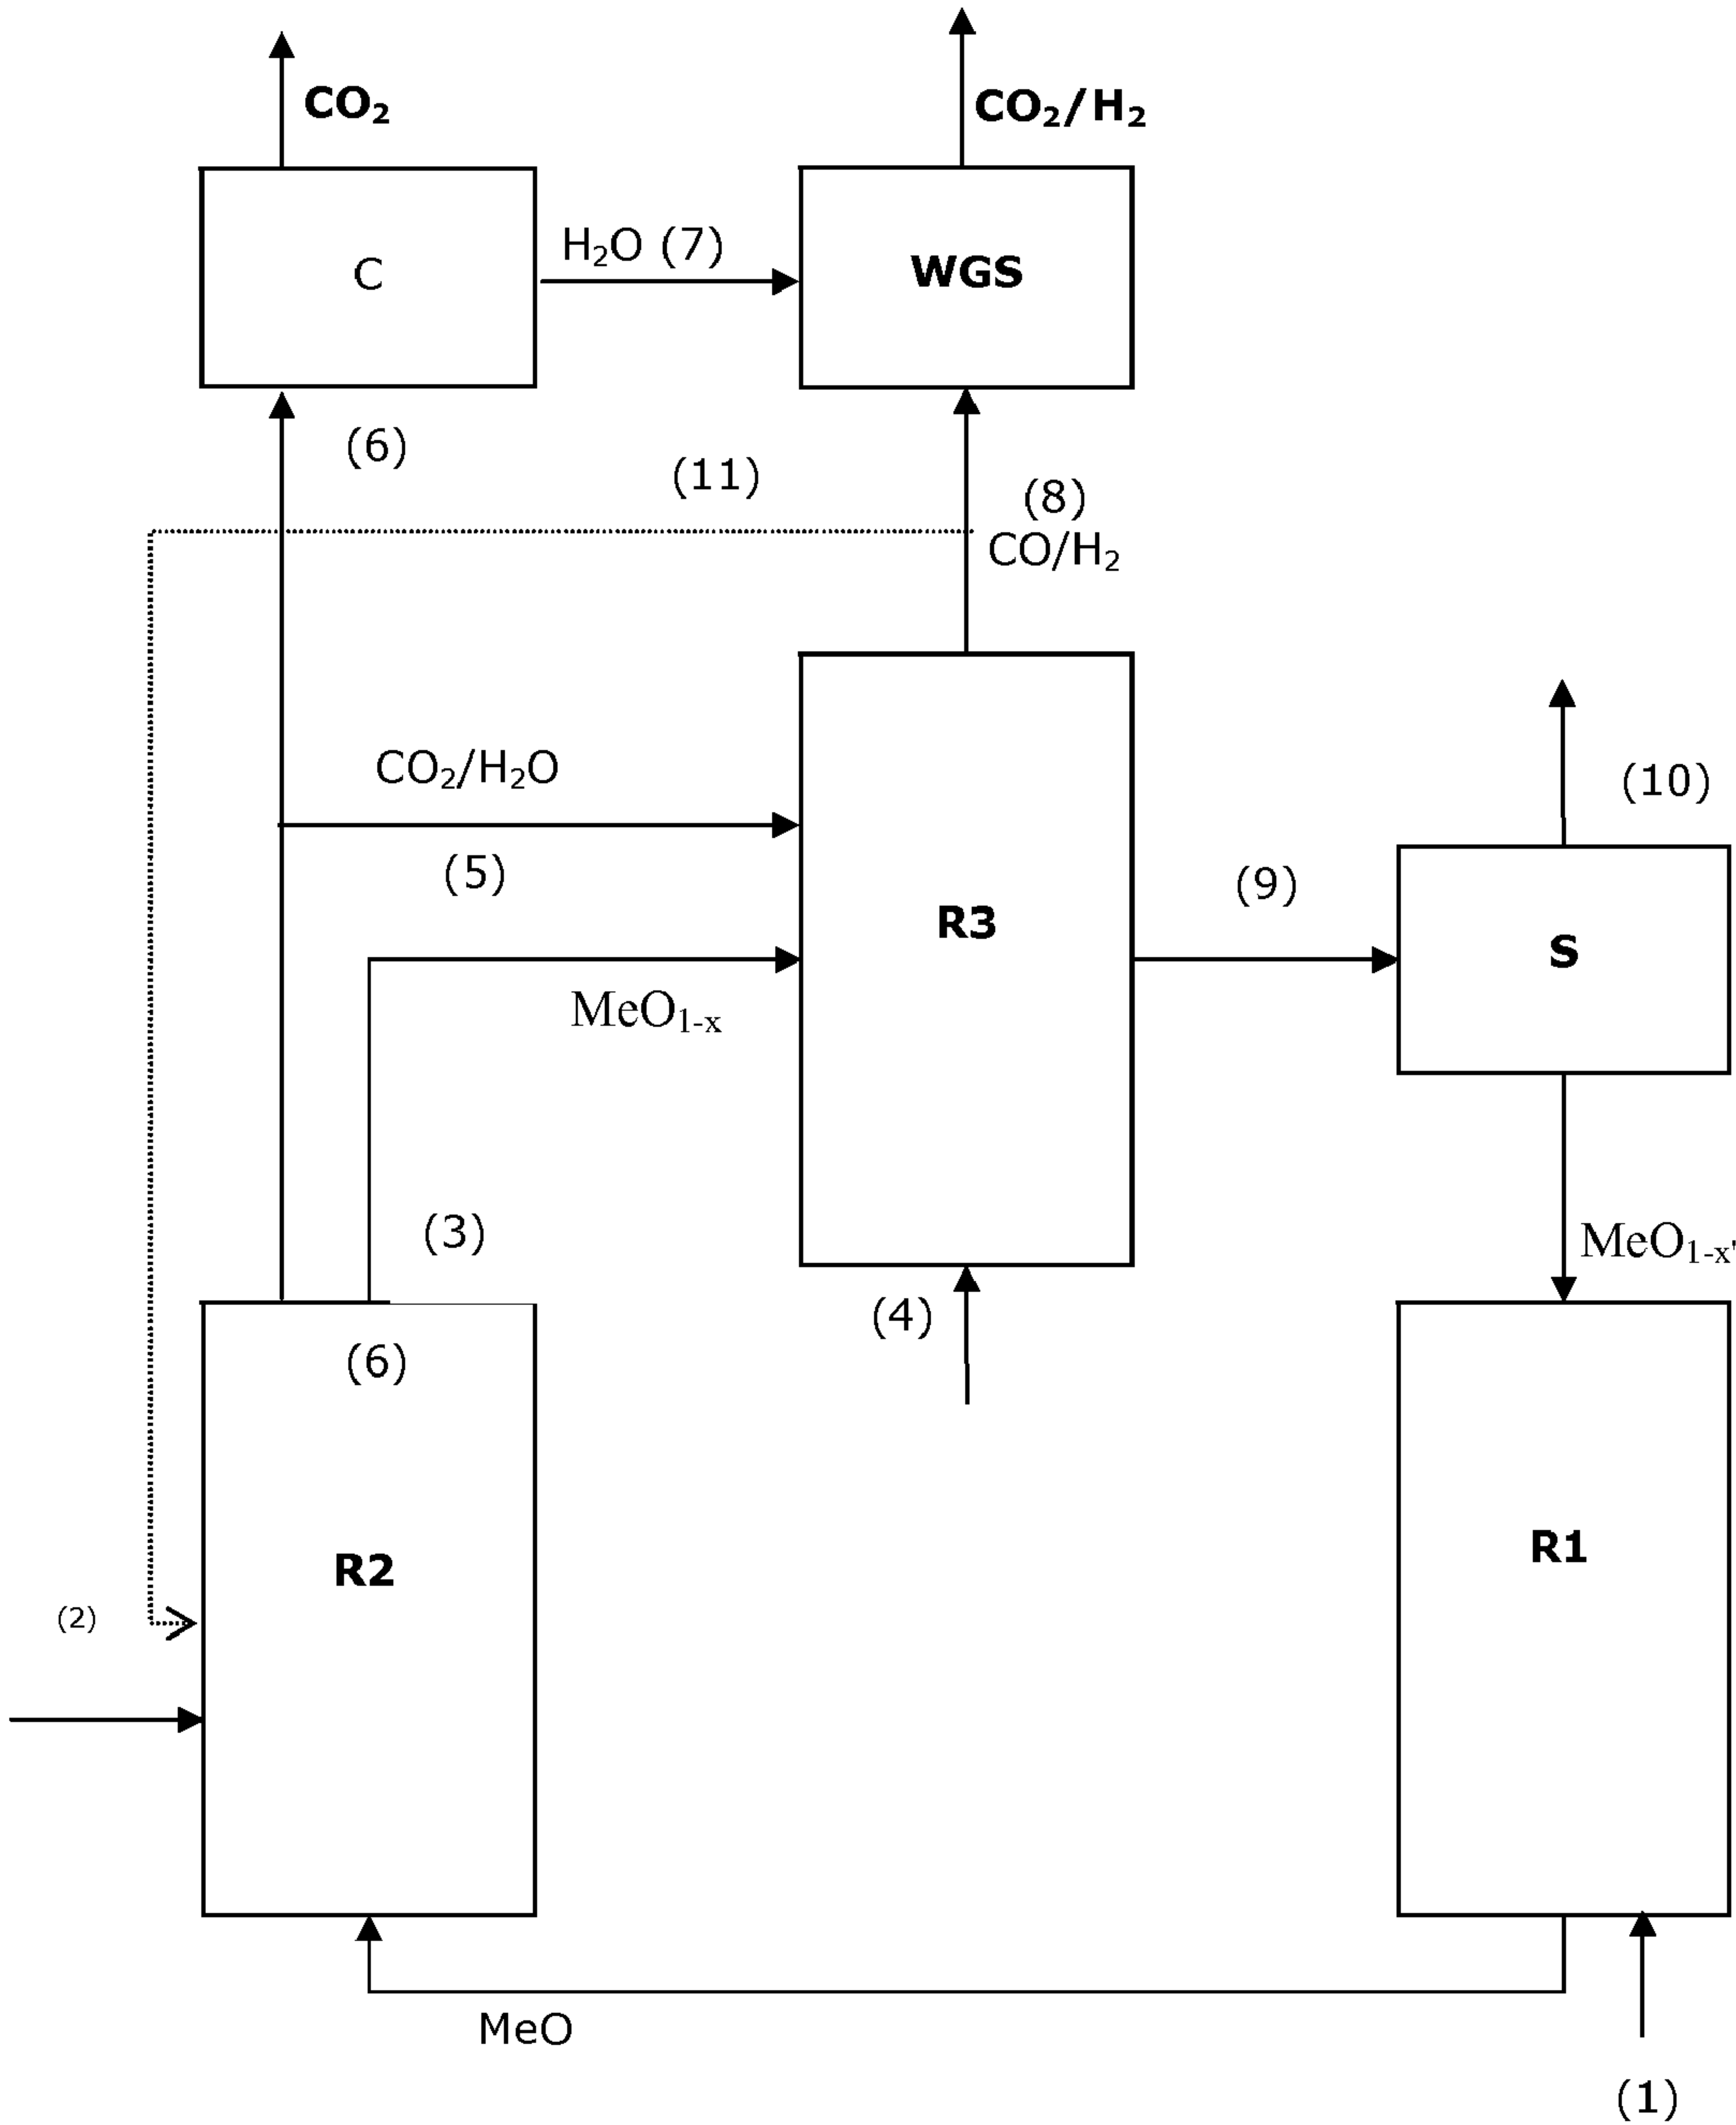 CO₂
CO₂/H₂
C
H₂O (7)
WGS
(6)
(11)
(8)
CO/H₂
CO₂/H₂O
(5)
(10)
R3
(9)
S
MeO₁₋ₓ
(3)
MeO₁₋ₓ'
(4)
(6)
R2
R1
(2)
MeO
(1)